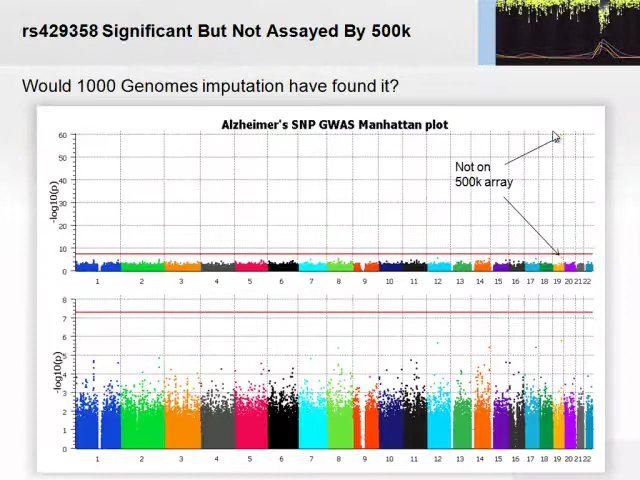 rs429358 Significant But Not Assayed By 500k
Would 1000 Genomes imputation have found it?
Alzheimer's SNP GWAS Manhattan plot
60
50
40
30
20
10
0
-log10(p)
Not on
500k array
1 2 3 4 5 6 7 8 9 10 11 12 13 14 15 16 17 18 19 20 21 22
8
7
6
5
4
3
2
1
0
-log10(p)
1 2 3 4 5 6 7 8 9 10 11 12 13 14 15 16 17 18 19 20 21 22